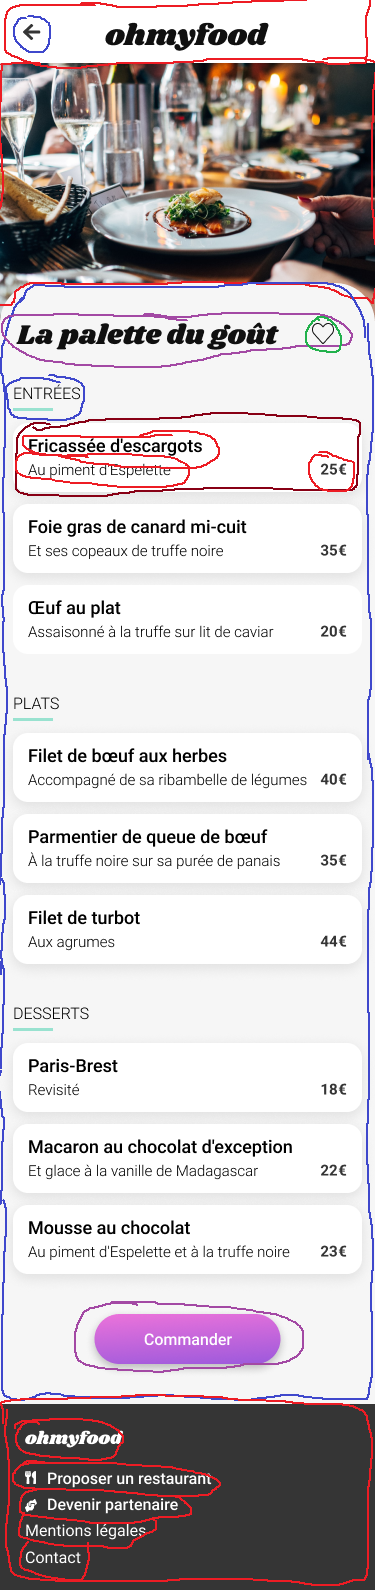 ohmyfood
La palette du goût
ENTRÉES
Fricassée d'escargots
Au piment d'Espelette 25€
Foie gras de canard mi-cuit
Et ses copeaux de truffe noire 35€
Œuf au plat
Assaisonné à la truffe sur lit de caviar 20€
PLATS
Filet de bœuf aux herbes
Accompagné de sa ribambelle de légumes 40€
Parmentier de queue de bœuf
À la truffe noire sur sa purée de panais 35€
Filet de turbot
Aux agrumes 44€
DESSERTS
Paris-Brest
Revisité 18€
Macaron au chocolat d'exception
Et glace à la vanille de Madagascar 22€
Mousse au chocolat
Au piment d'Espelette et à la truffe noire 23€
Commander
ohmyfood
Proposer un restaurant
Devenir partenaire
Mentions légales
Contact